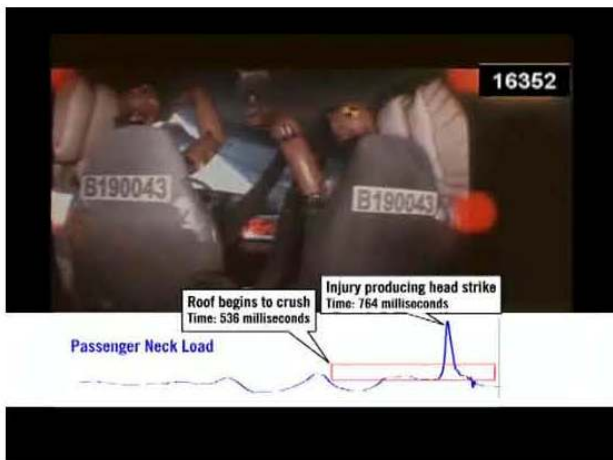 16352
B190043
B190043
Injury producing head strike
Time: 764 milliseconds
Roof begins to crush
Time: 536 milliseconds
Passenger Neck Load